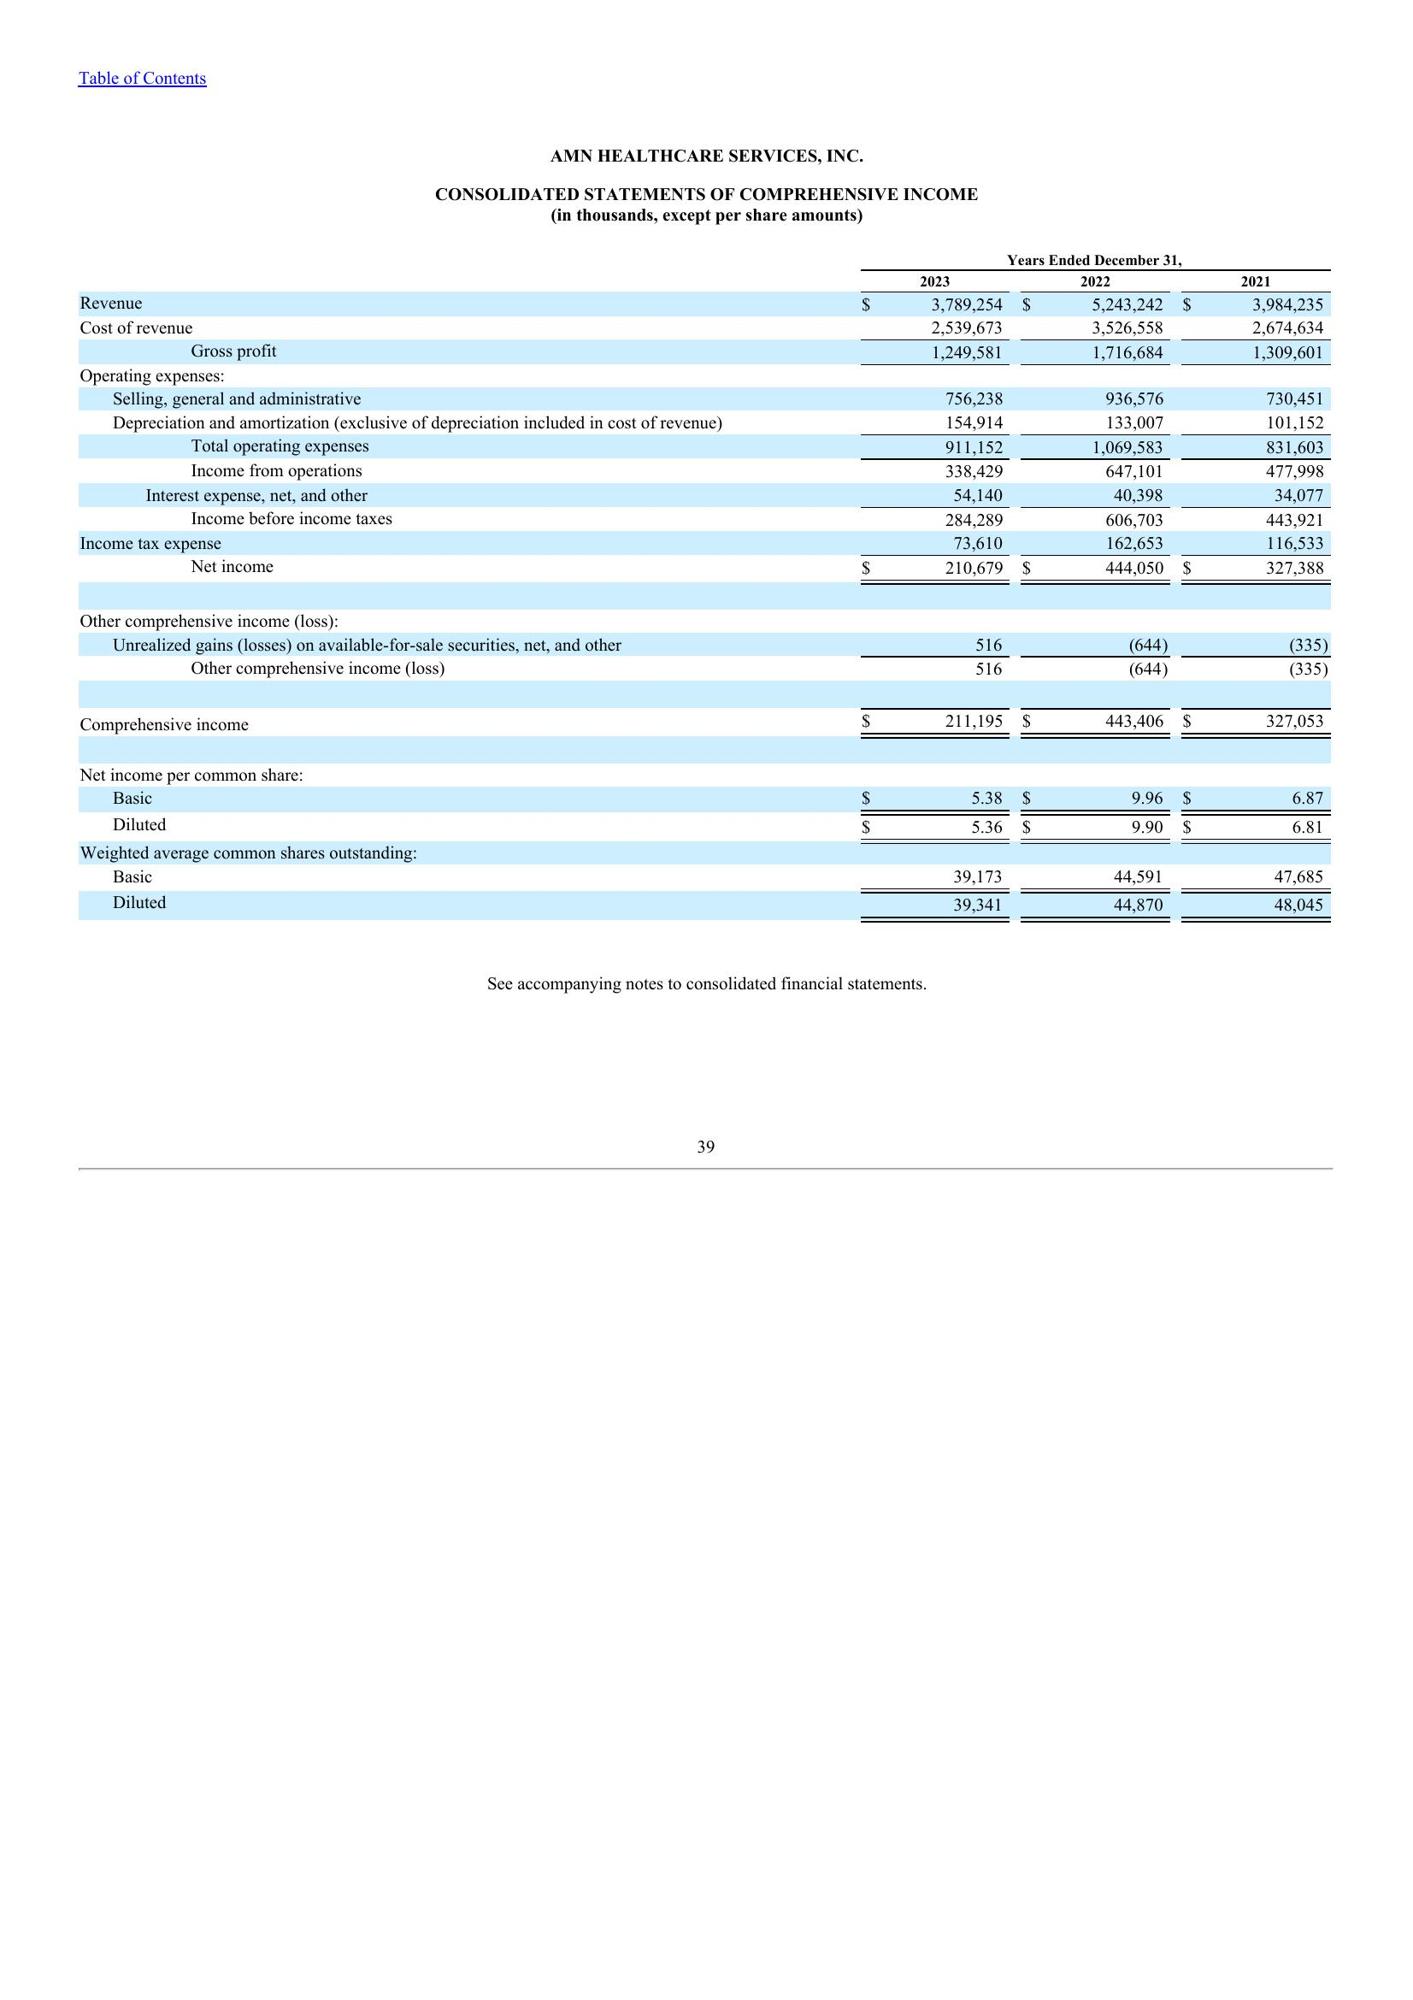 Table of Contents
AMN HEALTHCARE SERVICES, INC.
CONSOLIDATED STATEMENTS OF COMPREHENSIVE INCOME
(in thousands, except per share amounts)
Years Ended December 31,
2023 2022 2021
Revenue $ 3,789,254 $ 5,243,242 $ 3,984,235
Cost of revenue 2,539,673 3,526,558 2,674,634
Gross profit 1,249,581 1,716,684 1,309,601
Operating expenses:
Selling, general and administrative 756,238 936,576 730,451
Depreciation and amortization (exclusive of depreciation included in cost of revenue) 154,914 133,007 101,152
Total operating expenses 911,152 1,069,583 831,603
Income from operations 338,429 647,101 477,998
Interest expense, net, and other 54,140 40,398 34,077
Income before income taxes 284,289 606,703 443,921
Income tax expense 73,610 162,653 116,533
Net income $ 210,679 $ 444,050 $ 327,388
Other comprehensive income (loss):
Unrealized gains (losses) on available-for-sale securities, net, and other 516 (644) (335)
Other comprehensive income (loss) 516 (644) (335)
Comprehensive income $ 211,195 $ 443,406 $ 327,053
Net income per common share:
Basic $ 5.38 $ 9.96 $ 6.87
Diluted $ 5.36 $ 9.90 $ 6.81
Weighted average common shares outstanding:
Basic 39,173 44,591 47,685
Diluted 39,341 44,870 48,045
See accompanying notes to consolidated financial statements.
39